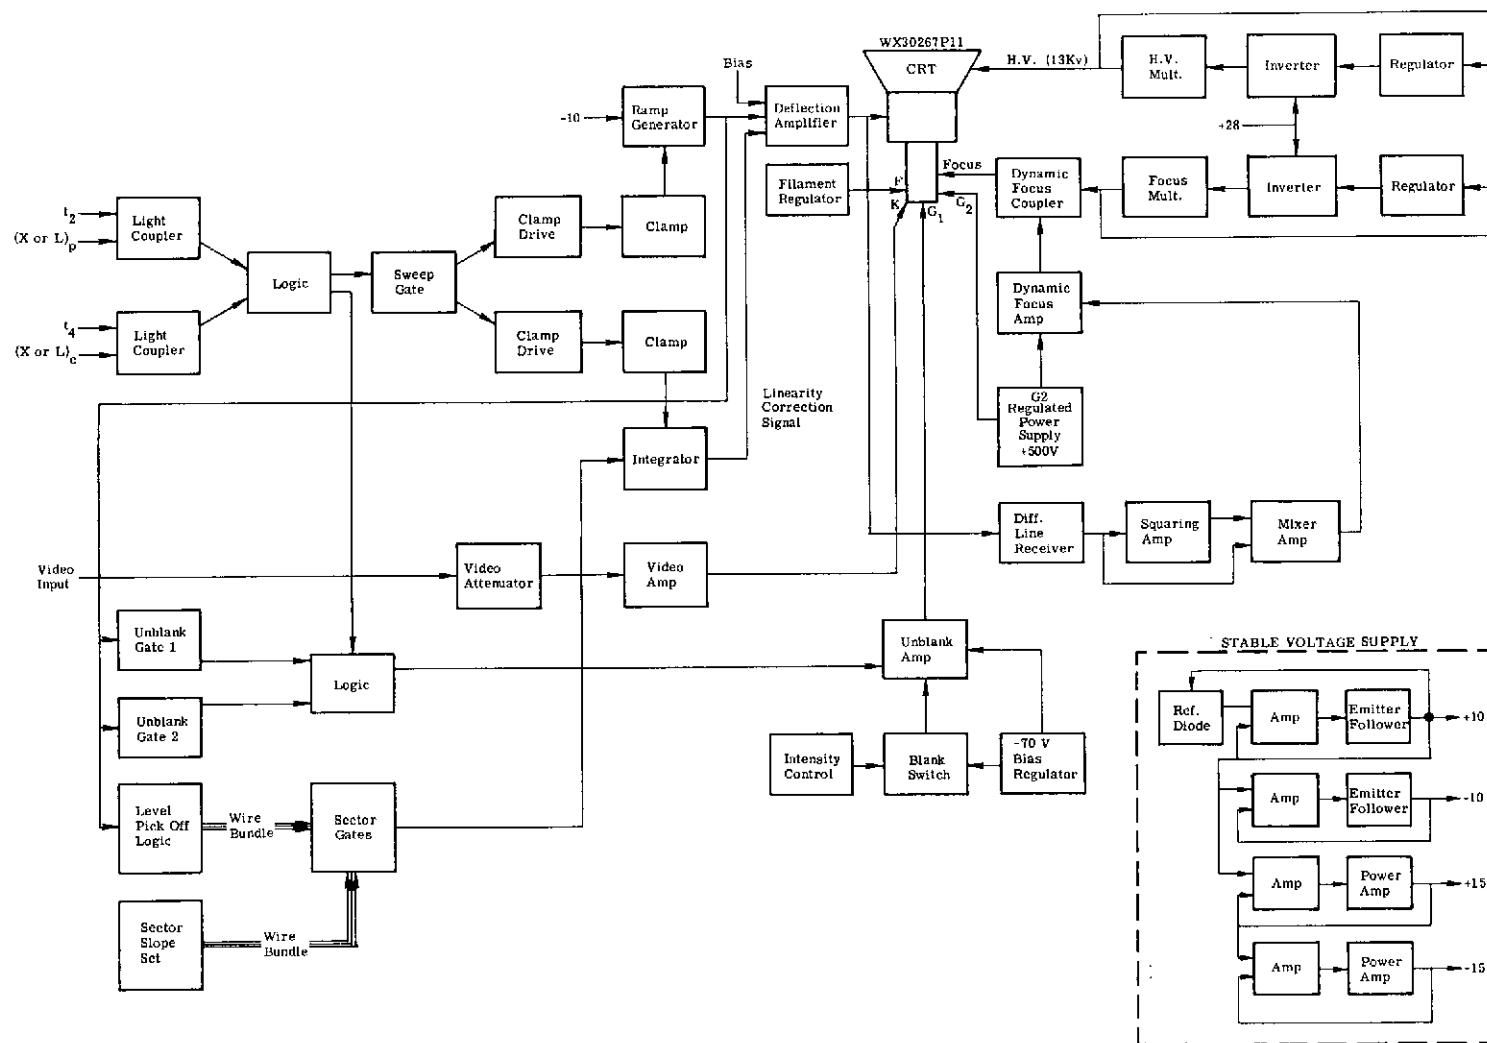 WX30267P11
CRT
H.V. (13Kv)
H.V.
Mult.
Inverter
Regulator
Bias
-10
Ramp
Generator
Deflection
Amplifier
+28
Filament
Regulator
F
K
G1
G2
Focus
Dynamic
Focus
Coupler
Focus
Mult.
Inverter
Regulator
t2
(X or L)p
Light
Coupler
Clamp
Drive
Clamp
Logic
Sweep
Gate
Dynamic
Focus
Amp
t4
(X or L)c
Light
Coupler
Clamp
Drive
Clamp
Linearity
Correction
Signal
G2
Regulated
Power
Supply
+500V
Integrator
Diff.
Line
Receiver
Squaring
Amp
Mixer
Amp
Video
Input
Video
Attenuator
Video
Amp
Unblank
Gate 1
Logic
Unblank
Amp
Unblank
Gate 2
Intensity
Control
Blank
Switch
-70 V
Bias
Regulator
Level
Pick Off
Logic
Wire
Bundle
Sector
Gates
Sector
Slope
Set
Wire
Bundle
STABLE VOLTAGE SUPPLY
Ref.
Diode
Amp
Emitter
Follower
+10
Amp
Emitter
Follower
-10
Amp
Power
Amp
+15
Amp
Power
Amp
-15